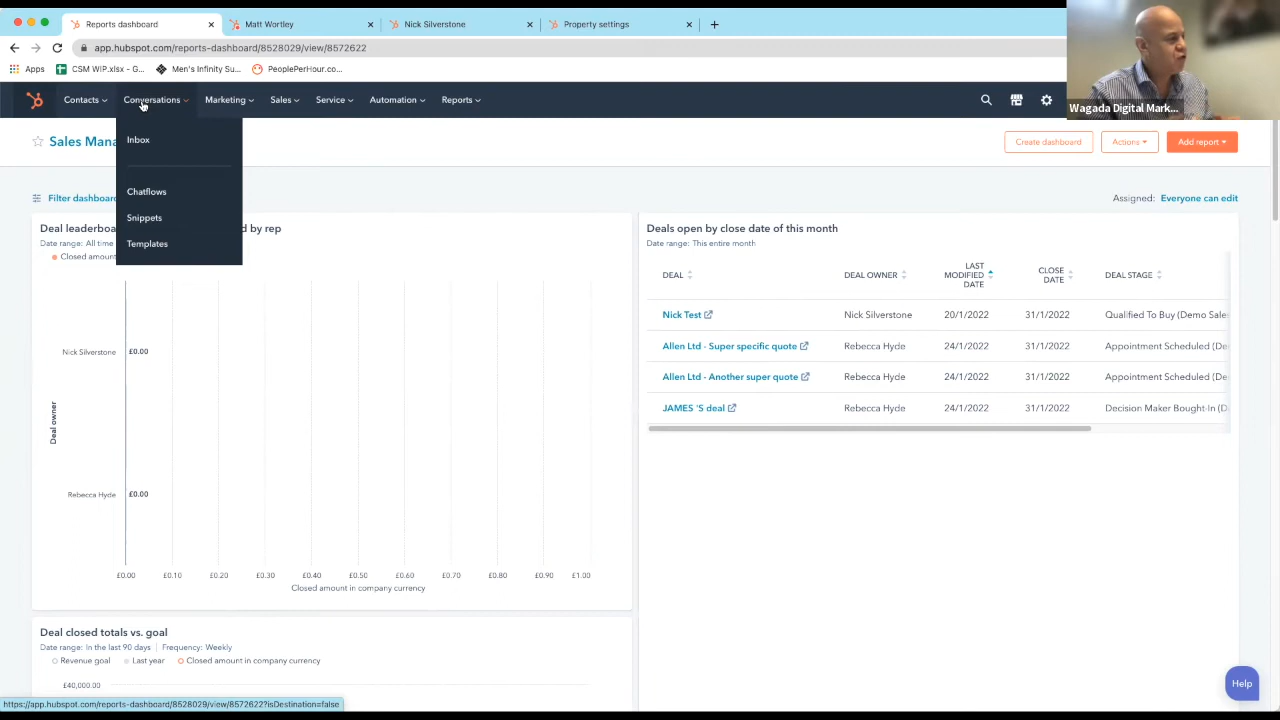 Reports dashboard
Matt Wortley
Nick Silverstone
Property settings
app.hubspot.com/reports-dashboard/8528029/view/8572622
Apps
CSM WIP.xlsx - G...
Men's Infinity Su...
PeoplePerHour.co...
Contacts
Conversations
Marketing
Sales
Service
Automation
Reports
Wagada Digital Mark...
Inbox
Chatflows
Snippets
Templates
Sales Mana
Create dashboard
Actions
Add report
Filter dashboar
Assigned: Everyone can edit
Deal leaderboa
d by rep
Date range: All time
Closed amount
Nick Silverstone
£0.00
Rebecca Hyde
£0.00
Deal owner
£0.00 £0.10 £0.20 £0.30 £0.40 £0.50 £0.60 £0.70 £0.80 £0.90 £1.00
Closed amount in company currency
Deals open by close date of this month
Date range: This entire month
DEAL
DEAL OWNER
LAST
MODIFIED
DATE
CLOSE
DATE
DEAL STAGE
Nick Test Nick Silverstone 20/1/2022 31/1/2022 Qualified To Buy (Demo Sale
Allen Ltd - Super specific quote Rebecca Hyde 24/1/2022 31/1/2022 Appointment Scheduled (De
Allen Ltd - Another super quote Rebecca Hyde 24/1/2022 31/1/2022 Appointment Scheduled (De
JAMES 'S deal Rebecca Hyde 24/1/2022 31/1/2022 Decision Maker Bought-In (D
Deal closed totals vs. goal
Date range: In the last 90 days | Frequency: Weekly
Revenue goal Last year Closed amount in company currency
£40,000.00
Help
https://app.hubspot.com/reports-dashboard/8528029/view/8572622?isDestination=false